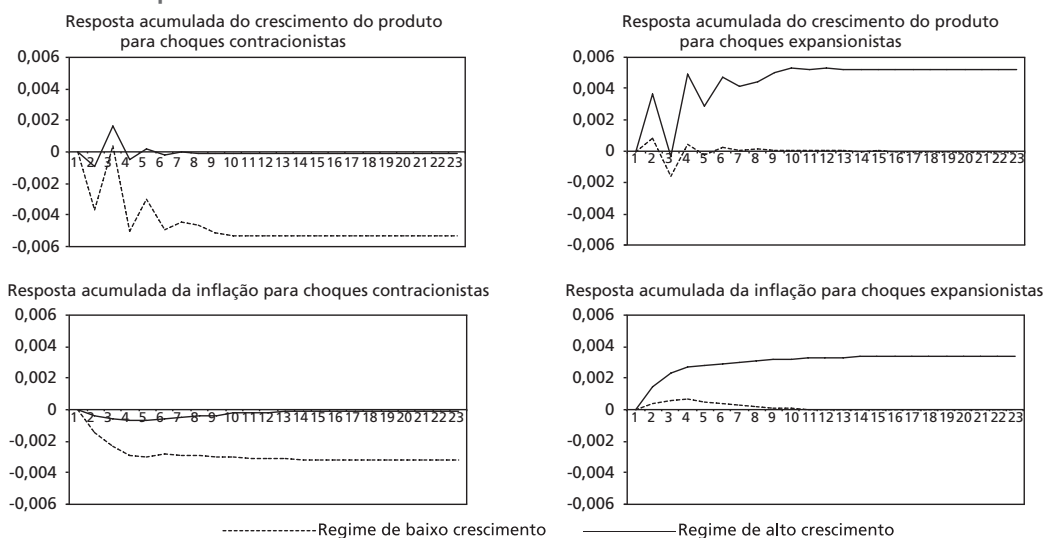 Resposta acumulada do crescimento do produto
para choques contracionistas
0,006
0,004
0,002
0
-0,002
-0,004
-0,006
1 2 3 4 5 6 7 8 9 10 11 12 13 14 15 16 17 18 19 20 21 22 23
Resposta acumulada do crescimento do produto
para choques expansionistas
0,006
0,004
0,002
0
-0,002
-0,004
-0,006
1 2 3 4 5 6 7 8 9 10 11 12 13 14 15 16 17 18 19 20 21 22 23
Resposta acumulada da inflação para choques contracionistas
0,006
0,004
0,002
0
-0,002
-0,004
-0,006
1 2 3 4 5 6 7 8 9 10 11 12 13 14 15 16 17 18 19 20 21 22 23
Resposta acumulada da inflação para choques expansionistas
0,006
0,004
0,002
0
-0,002
-0,004
-0,006
1 2 3 4 5 6 7 8 9 10 11 12 13 14 15 16 17 18 19 20 21 22 23
Regime de baixo crescimento
Regime de alto crescimento